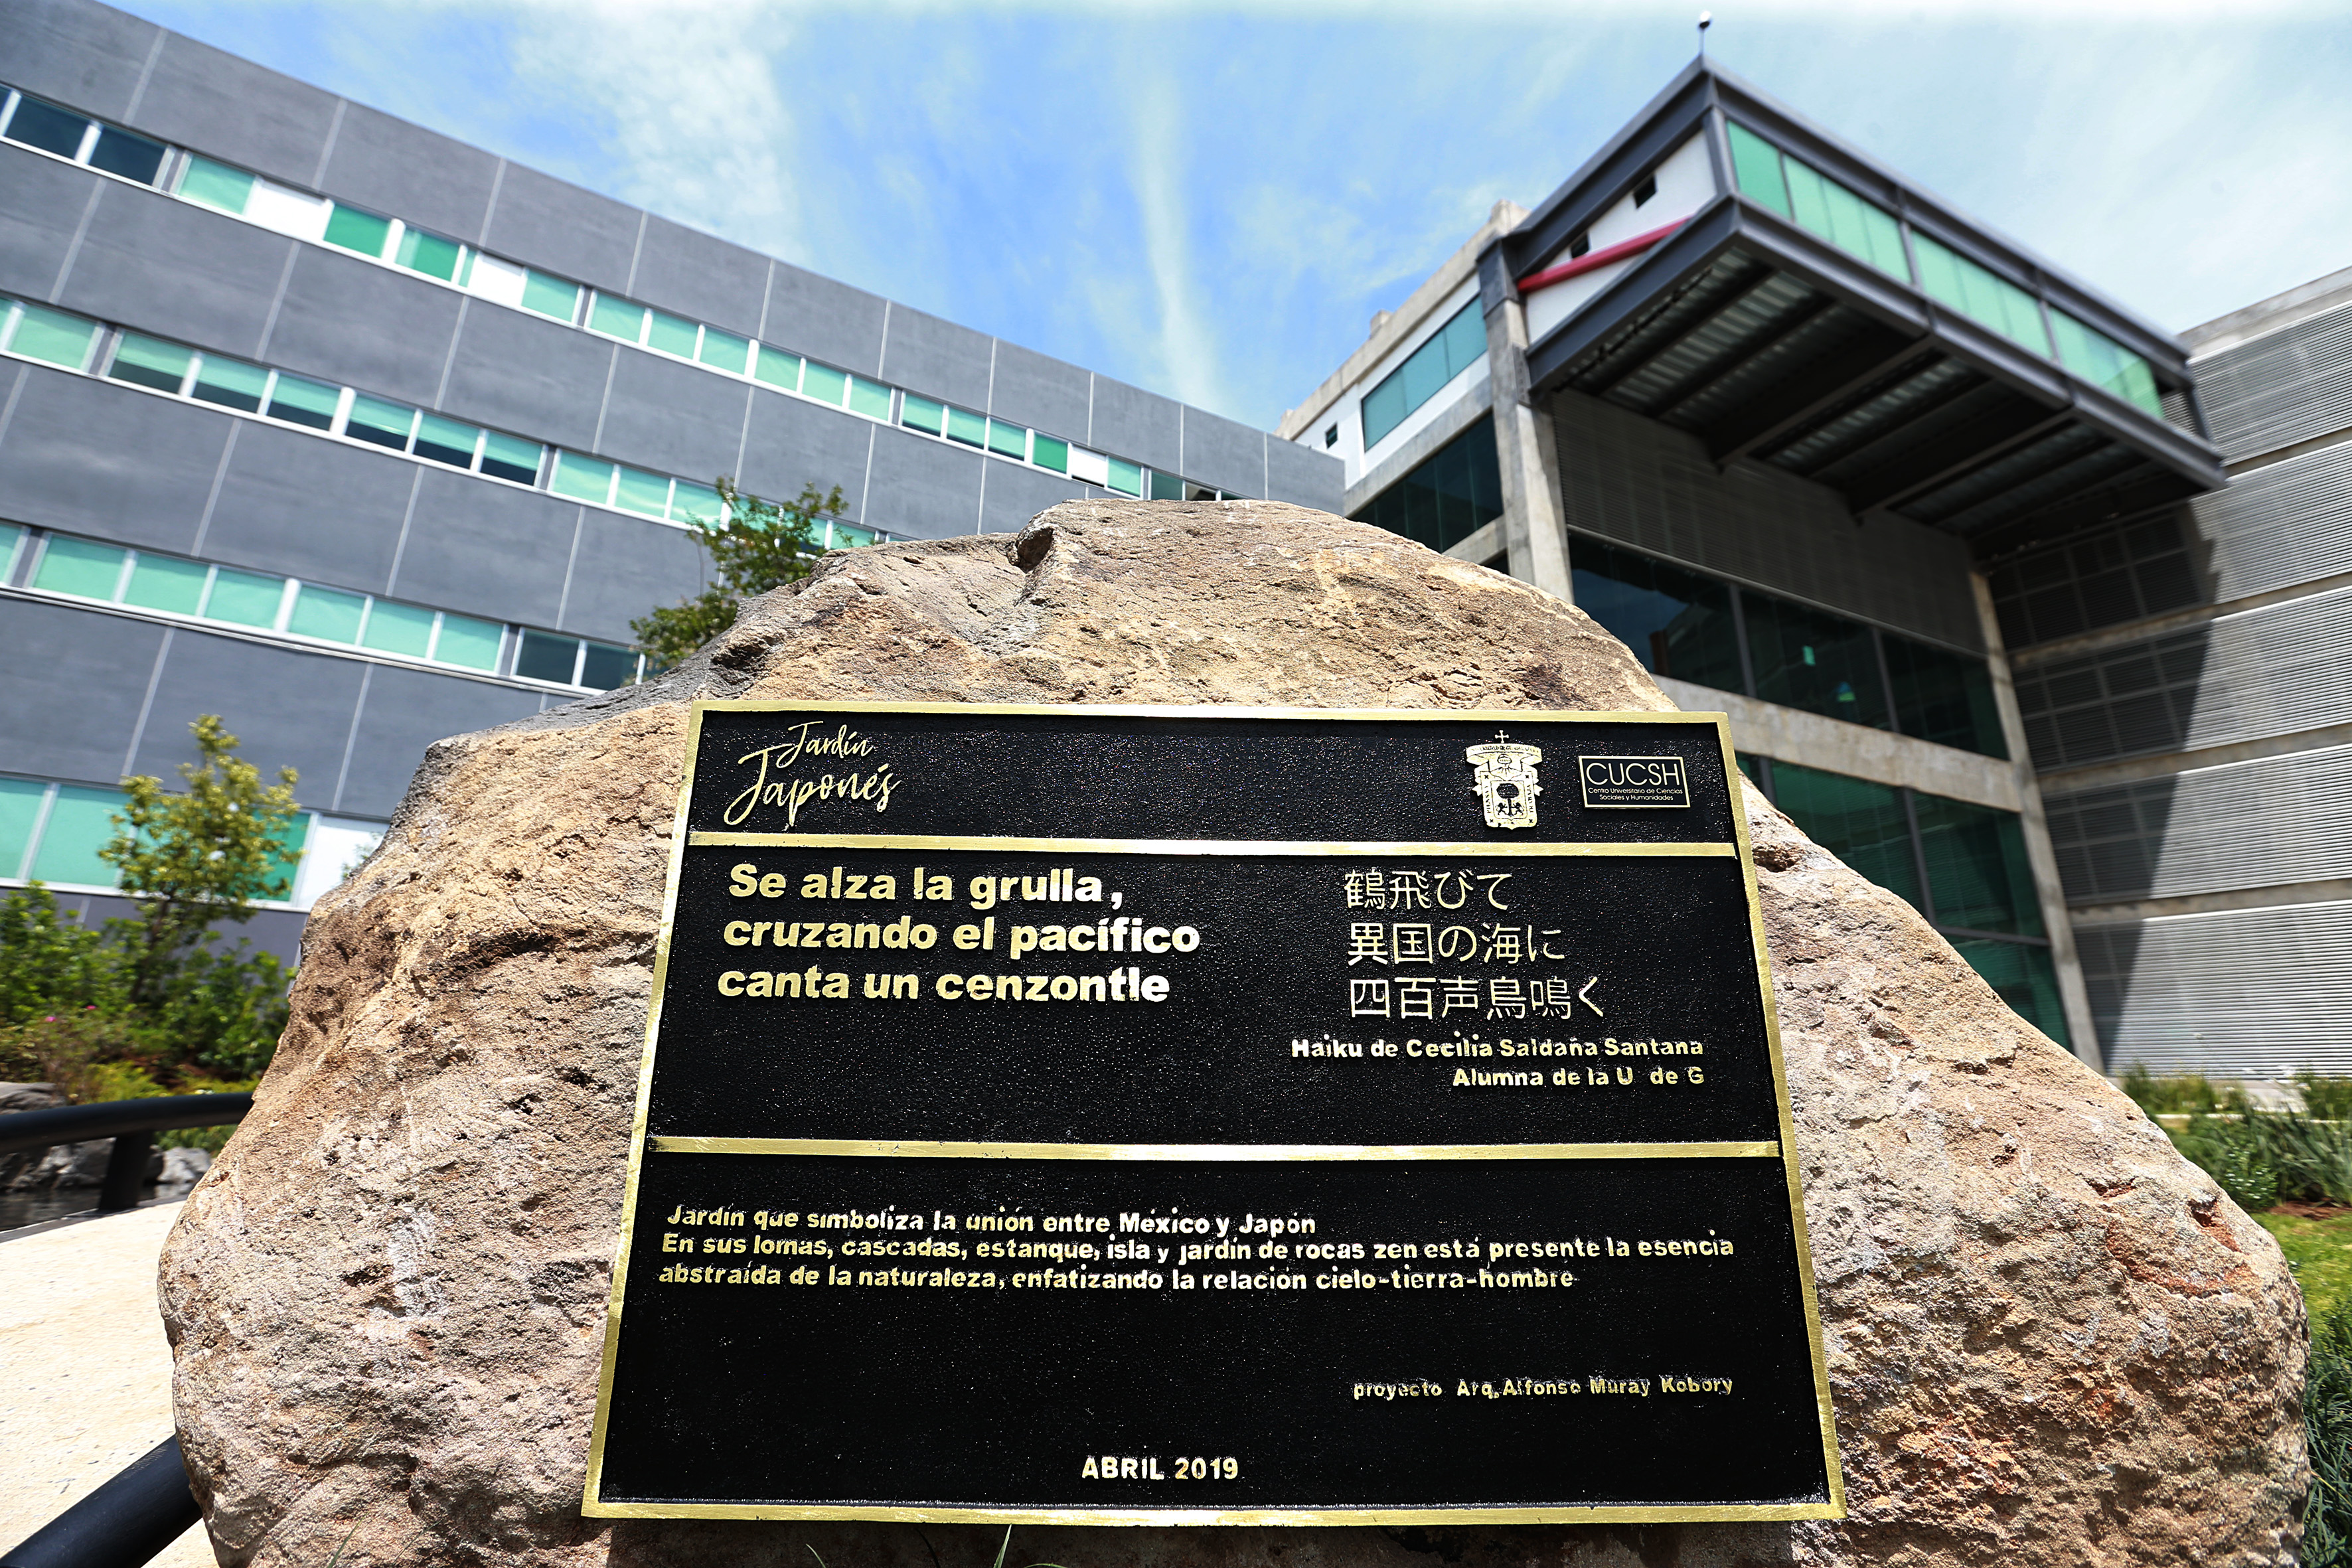 Jardín
Japonés
CUCSH
Centro Universitario de Ciencias
Sociales y Humanidades
Se alza la grulla,
cruzando el pacífico
canta un cenzontle
鶴飛びて
異国の海に
四百声鳥鳴く
Haiku de Cecilia Saldaña Santana
Alumna de la U de G
Jardín que simboliza la unión entre México y Japón
En sus lomas, cascadas, estanque, isla y jardín de rocas zen está presente la esencia
abstraída de la naturaleza, enfatizando la relación cielo-tierra-hombre
proyecto Arq. Alfonso Muray Kobory
ABRIL 2019